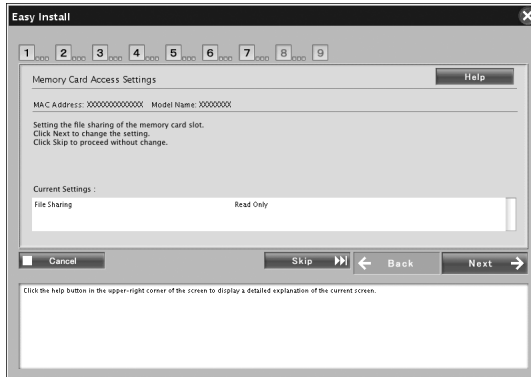 Easy Install
1 2 3 4 5 6 7 8 9
Memory Card Access Settings
Help
MAC Address: XXXXXXXXXXXXX Model Name: XXXXXXXX
Setting the file sharing of the memory card slot.
Click Next to change the setting.
Click Skip to proceed without change.
Current Settings :
File Sharing Read Only
Cancel Skip Back Next
Click the help button in the upper-right corner of the screen to display a detailed explanation of the current screen.